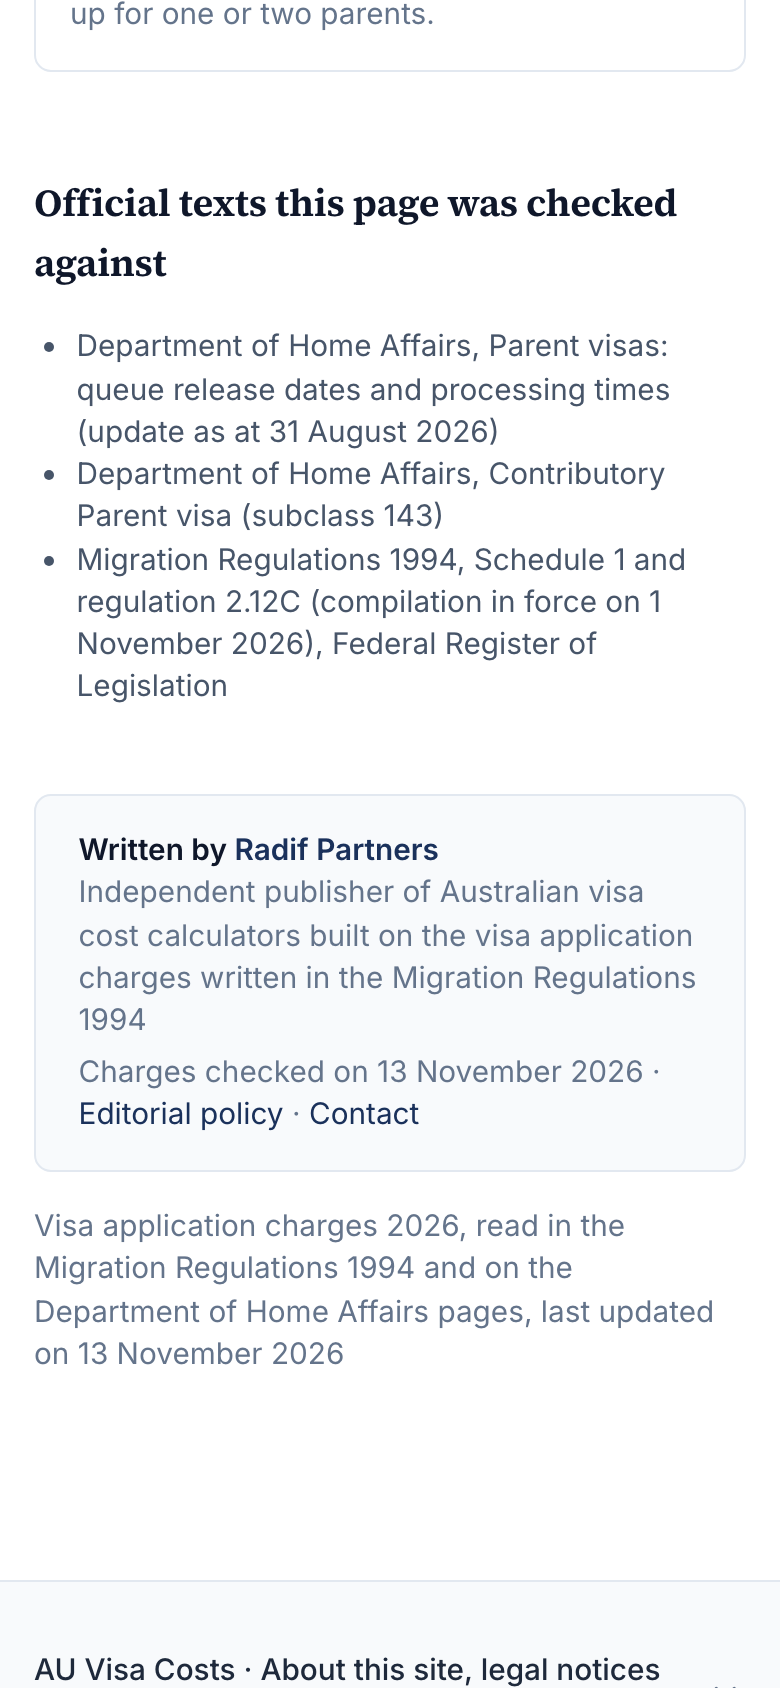 up for one or two parents.
Official texts this page was checked
against
• Department of Home Affairs, Parent visas:
queue release dates and processing times
(update as at 31 August 2026)
• Department of Home Affairs, Contributory
Parent visa (subclass 143)
• Migration Regulations 1994, Schedule 1 and
regulation 2.12C (compilation in force on 1
November 2026), Federal Register of
Legislation
Written by Radif Partners
Independent publisher of Australian visa
cost calculators built on the visa application
charges written in the Migration Regulations
1994
Charges checked on 13 November 2026 ·
Editorial policy · Contact
Visa application charges 2026, read in the
Migration Regulations 1994 and on the
Department of Home Affairs pages, last updated
on 13 November 2026
AU Visa Costs · About this site, legal notices